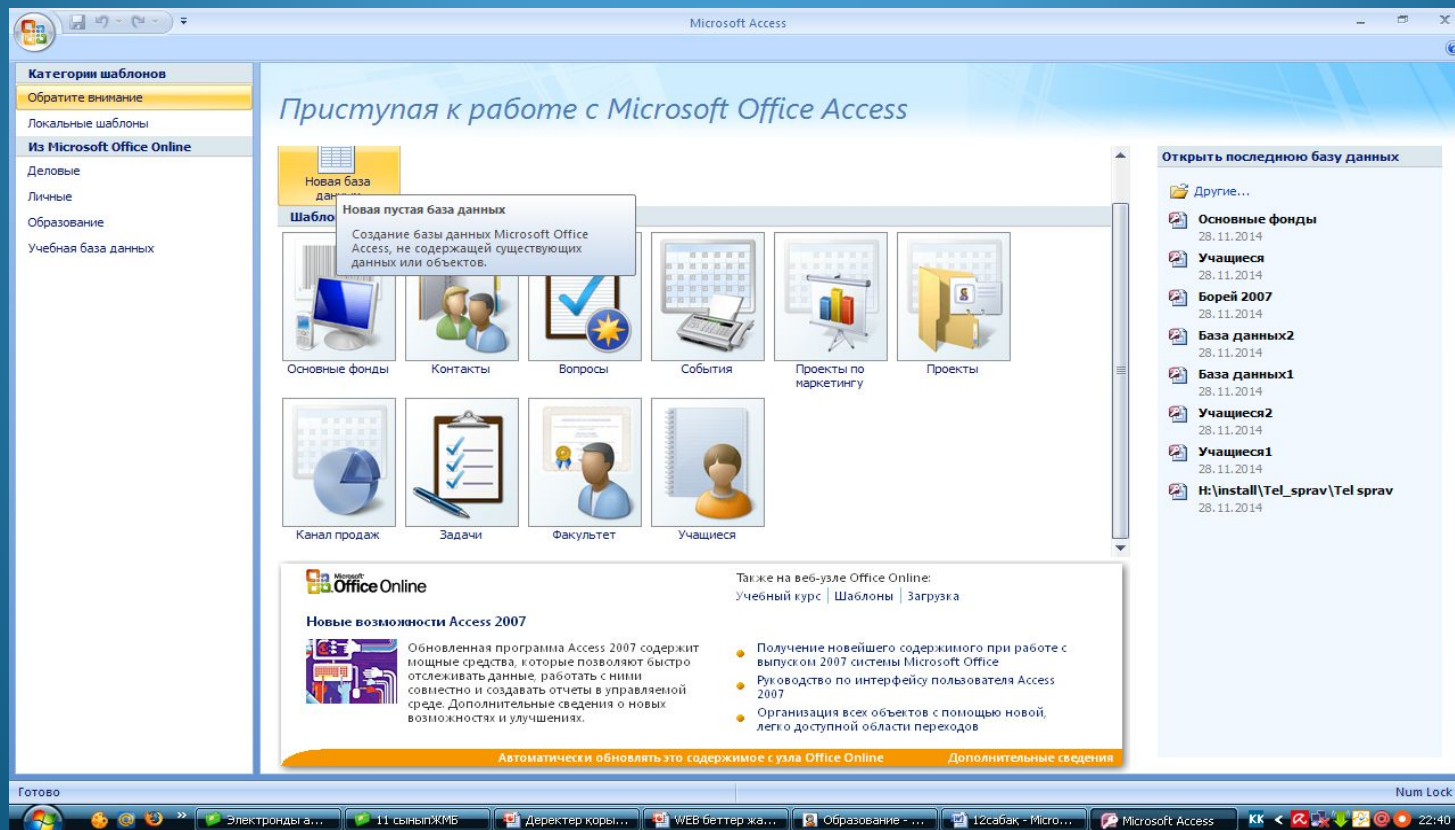 Microsoft Access
Категории шаблонов
Обратите внимание
Локальные шаблоны
Из Microsoft Office Online
Деловые
Личные
Образование
Учебная база данных
Приступая к работе с Microsoft Office Access
Новая база
Новая пустая база данных
Создание базы данных Microsoft Office
Access, не содержащей существующих
данных или объектов.
Основные фонды
Контакты
Вопросы
События
Проекты по
маркетингу
Проекты
Канал продаж
Задачи
Факультет
Учащиеся
Microsoft
Office Online
Новые возможности Access 2007
Обновленная программа Access 2007 содержит
мощные средства, которые позволяют быстро
отслеживать данные, работать с ними
совместно и создавать отчеты в управляемой
среде. Дополнительные сведения о новых
возможностях и улучшениях.
Также на веб-узле Office Online:
Учебный курс | Шаблоны | Загрузка
Получение новейшего содержимого при работе с
выпуском 2007 системы Microsoft Office
Руководство по интерфейсу пользователя Access
2007
Организация всех объектов с помощью новой,
легко доступной области переходов
Автоматически обновлять это содержимое с узла Office Online Дополнительные сведения
Открыть последнюю базу данных
Другие...
Основные фонды
28.11.2014
Учащиеся
28.11.2014
Борей 2007
28.11.2014
База данных2
28.11.2014
База данных1
28.11.2014
Учащиеся2
28.11.2014
Учащиеся1
28.11.2014
H:\install\Tel_sprav\Tel sprav
28.11.2014
Готово
Num Lock
Электронды а... 11 сыныпЖМБ Деректер қоры... WEB беттер жа... Образование - ... 12сабақ - Micro... Microsoft Access KK 22:40